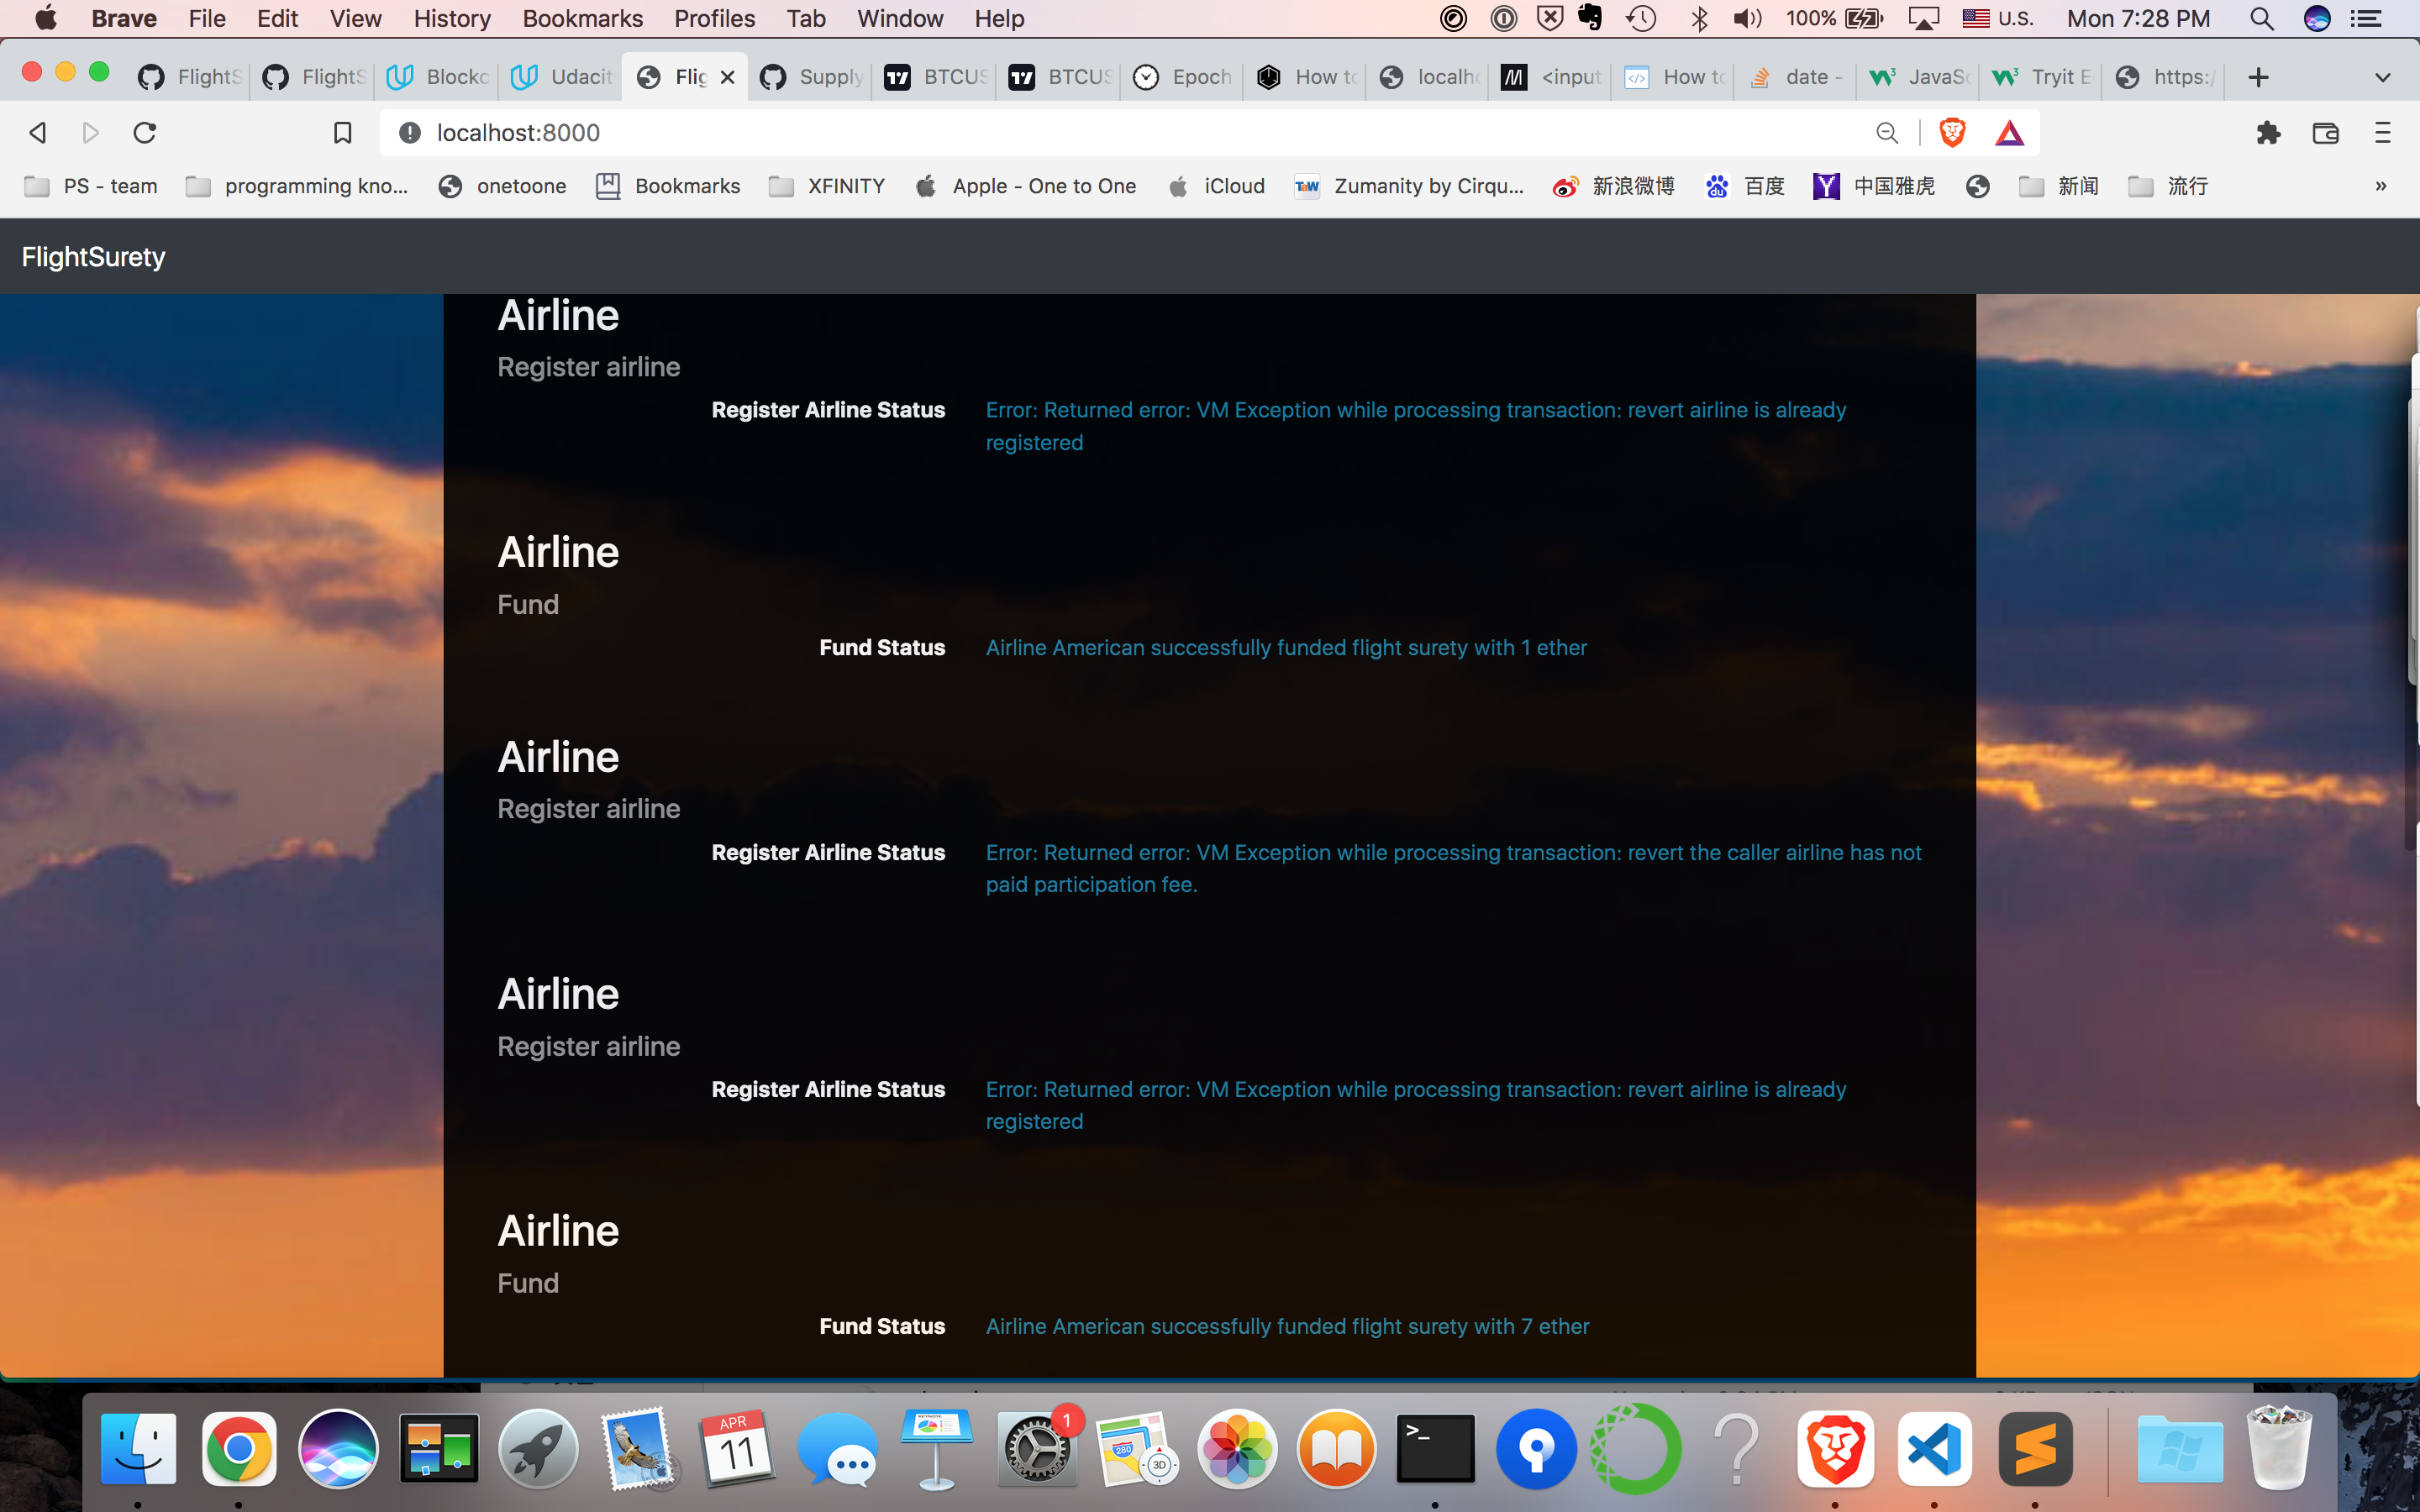 Brave File Edit View History Bookmarks Profiles Tab Window Help 100% U.S. Mon 7:28 PM
FlightS FlightS Blockc Udacit Flig Supply BTCUS BTCUS Epoch How to localho <input How to date - JavaSc Tryit E https:/
localhost:8000
PS - team programming kno... onetoone Bookmarks XFINITY Apple - One to One iCloud Zumanity by Cirqu... 新浪微博 百度 中国雅虎 新闻 流行 »
FlightSurety
Airline
Register airline
Register Airline Status Error: Returned error: VM Exception while processing transaction: revert airline is already
registered
Airline
Fund
Fund Status Airline American successfully funded flight surety with 1 ether
Airline
Register airline
Register Airline Status Error: Returned error: VM Exception while processing transaction: revert the caller airline has not
paid participation fee.
Airline
Register airline
Register Airline Status Error: Returned error: VM Exception while processing transaction: revert airline is already
registered
Airline
Fund
Fund Status Airline American successfully funded flight surety with 7 ether
APR
11
1
280
3D